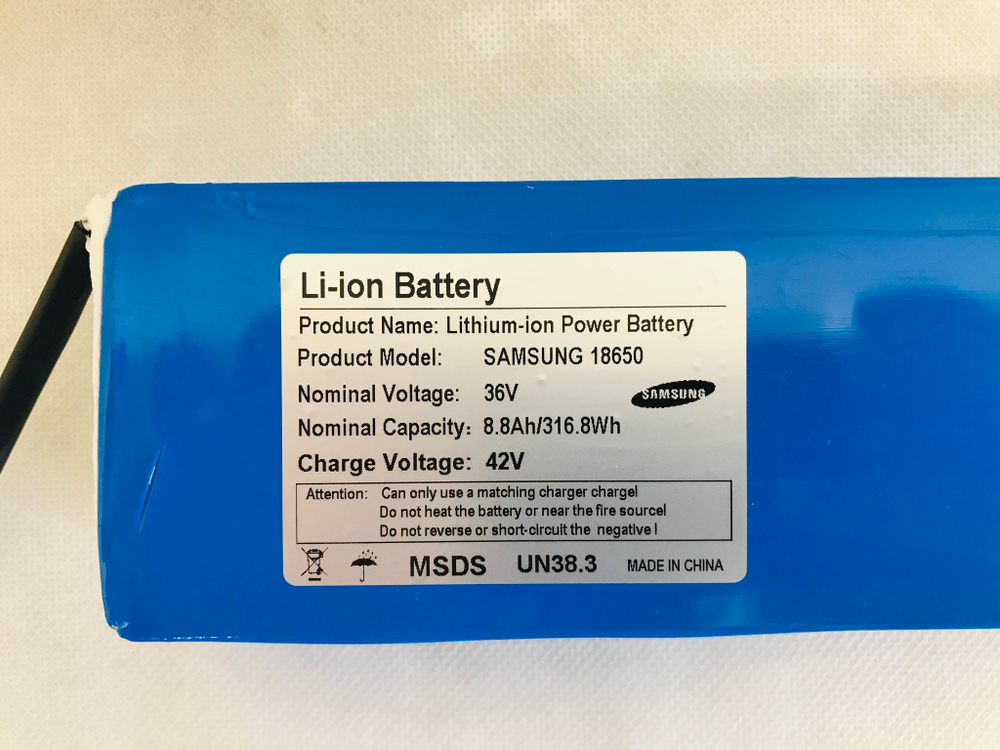 Li-ion Battery
Product Name: Lithium-ion Power Battery
Product Model: SAMSUNG 18650
Nominal Voltage: 36V
SAMSUNG
Nominal Capacity: 8.8Ah/316.8Wh
Charge Voltage: 42V
Attention: Can only use a matching charger charge!
Do not heat the battery or near the fire source!
Do not reverse or short-circuit the negative !
MSDS UN38.3 MADE IN CHINA